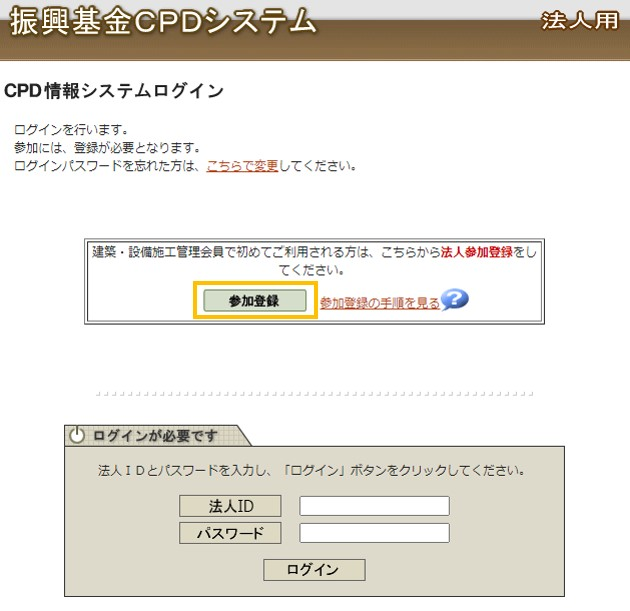 振興基金CPDシステム
法人用
CPD情報システムログイン
ログインを行います。
参加には、登録が必要となります。
ログインパスワードを忘れた方は、こちらで変更してください。
建築・設備施工管理会員で初めてご利用される方は、こちらから法人参加登録をし
てください。
参加登録
参加登録の手順を見る?
ログインが必要です
法人ＩＤとパスワードを入力し、「ログイン」ボタンをクリックしてください。
法人ID
パスワード
ログイン